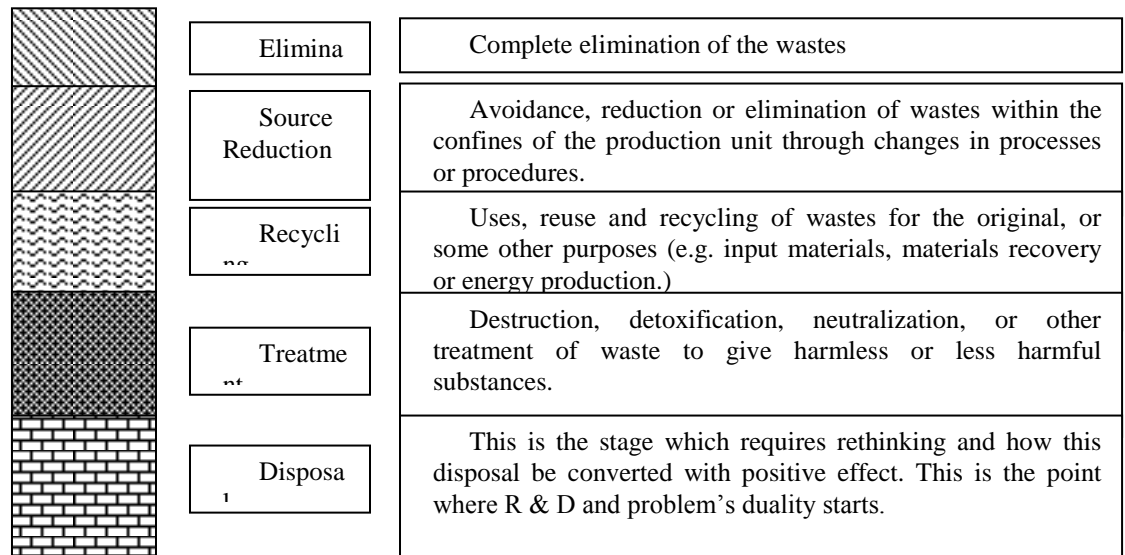 Elimina
Complete elimination of the wastes
Source
Reduction
Avoidance, reduction or elimination of wastes within the
confines of the production unit through changes in processes
or procedures.
Recycli
ng
Uses, reuse and recycling of wastes for the original, or
some other purposes (e.g. input materials, materials recovery
or energy production.)
Treatme
nt
Destruction, detoxification, neutralization, or other
treatment of waste to give harmless or less harmful
substances.
Disposa
l
This is the stage which requires rethinking and how this
disposal be converted with positive effect. This is the point
where R & D and problem's duality starts.